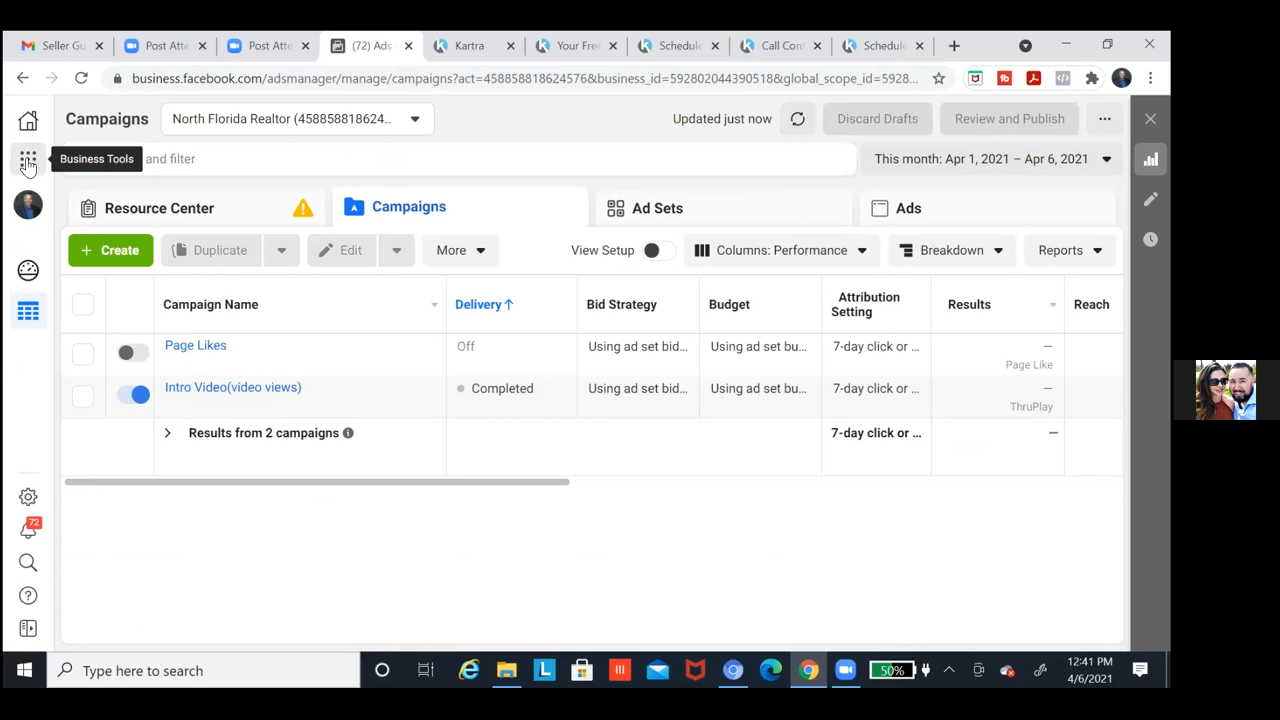 Seller Gu
Post Atte
Post Atte
(72) Ads
Kartra
Your Free
Schedule
Call Cont
Schedule
business.facebook.com/adsmanager/manage/campaigns?act=458858818624576&business_id=592802044390518&global_scope_id=5928...
Campaigns
North Florida Realtor (45885881862​4...
Updated just now
Discard Drafts
Review and Publish
Business Tools
and filter
This month: Apr 1, 2021 – Apr 6, 2021
Resource Center
Campaigns
Ad Sets
Ads
+ Create
Duplicate
Edit
More
View Setup
Columns: Performance
Breakdown
Reports
Campaign Name
Delivery↑
Bid Strategy
Budget
Attribution
Setting
Results
Reach
Page Likes
Off
Using ad set bid...
Using ad set bu...
7-day click or ...
—
Page Like
Intro Video(video views)
Completed
Using ad set bid...
Using ad set bu...
7-day click or ...
—
ThruPlay
Results from 2 campaigns
7-day click or ...
—
72
Type here to search
50%
12:41 PM
4/6/2021